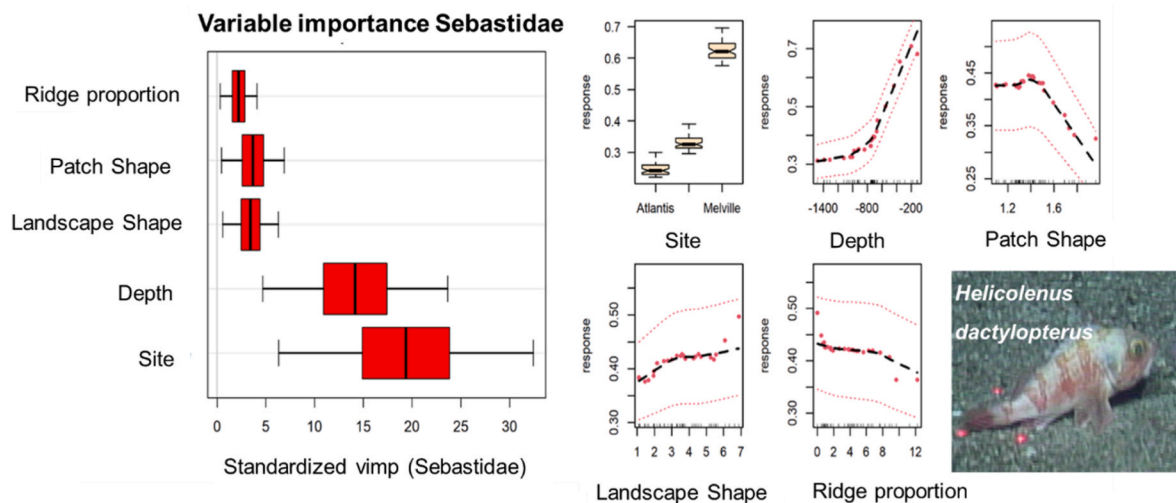 Variable importance Sebastidae
Ridge proportion
Patch Shape
Landscape Shape
Depth
Site
0 5 10 15 20 25 30
Standardized vimp (Sebastidae)
response
0.3 0.4 0.5 0.6 0.7
Atlantis Melville
Site
response
0.3 0.5 0.7
-1400 -800 -200
Depth
response
0.25 0.35 0.45
1.2 1.6
Patch Shape
response
0.30 0.40 0.50
1 2 3 4 5 6 7
Landscape Shape
response
0.30 0.40 0.50
0 4 8 12
Ridge proportion
Helicolenus
dactylopterus